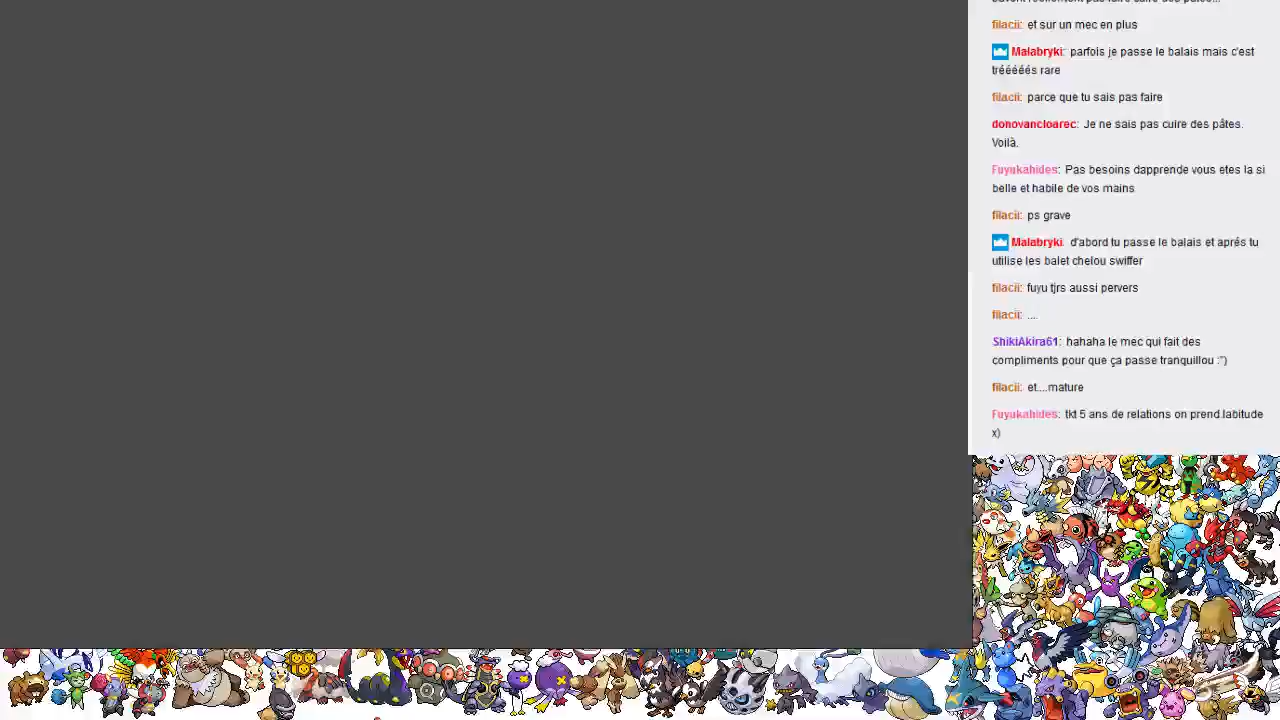 filacii: et sur un mec en plus
Malabryki: parfois je passe le balais mais c'est
trééééés rare
filacii: parce que tu sais pas faire
donovancloarec: Je ne sais pas cuire des pâtes.
Voilà.
Fuyukahides: Pas besoins dapprende vous etes la si
belle et habile de vos mains
filacii: ps grave
Malabryki: d'abord tu passe le balais et aprés tu
utilise les balet chelou swiffer
filacii: fuyu tjrs aussi pervers
filacii: ....
ShikiAkira61: hahaha le mec qui fait des
compliments pour que ça passe tranquillou :")
filacii: et....mature
Fuyukahides: tkt 5 ans de relations on prend labitude
x)